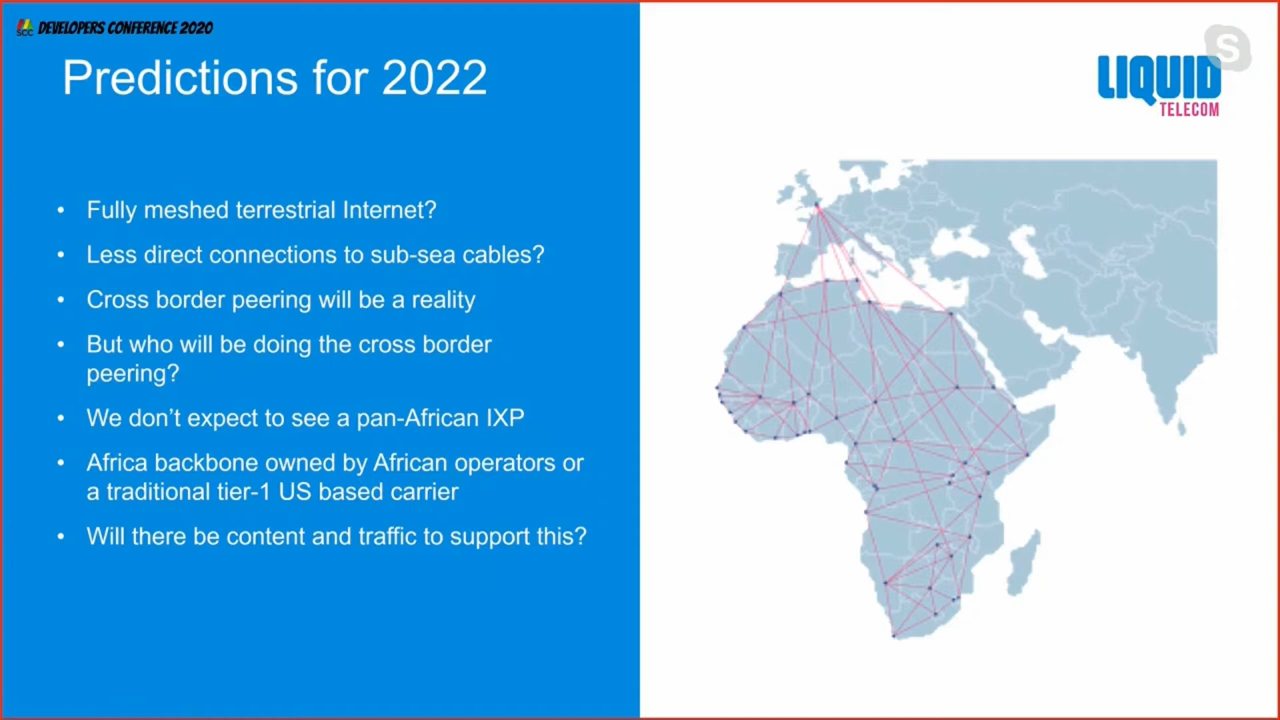 SCC DEVELOPERS CONFERENCE 2020
Predictions for 2022
S
LIQUID
TELECOM
• Fully meshed terrestrial Internet?
• Less direct connections to sub-sea cables?
• Cross border peering will be a reality
• But who will be doing the cross border
peering?
• We don’t expect to see a pan-African IXP
• Africa backbone owned by African operators or
a traditional tier-1 US based carrier
• Will there be content and traffic to support this?